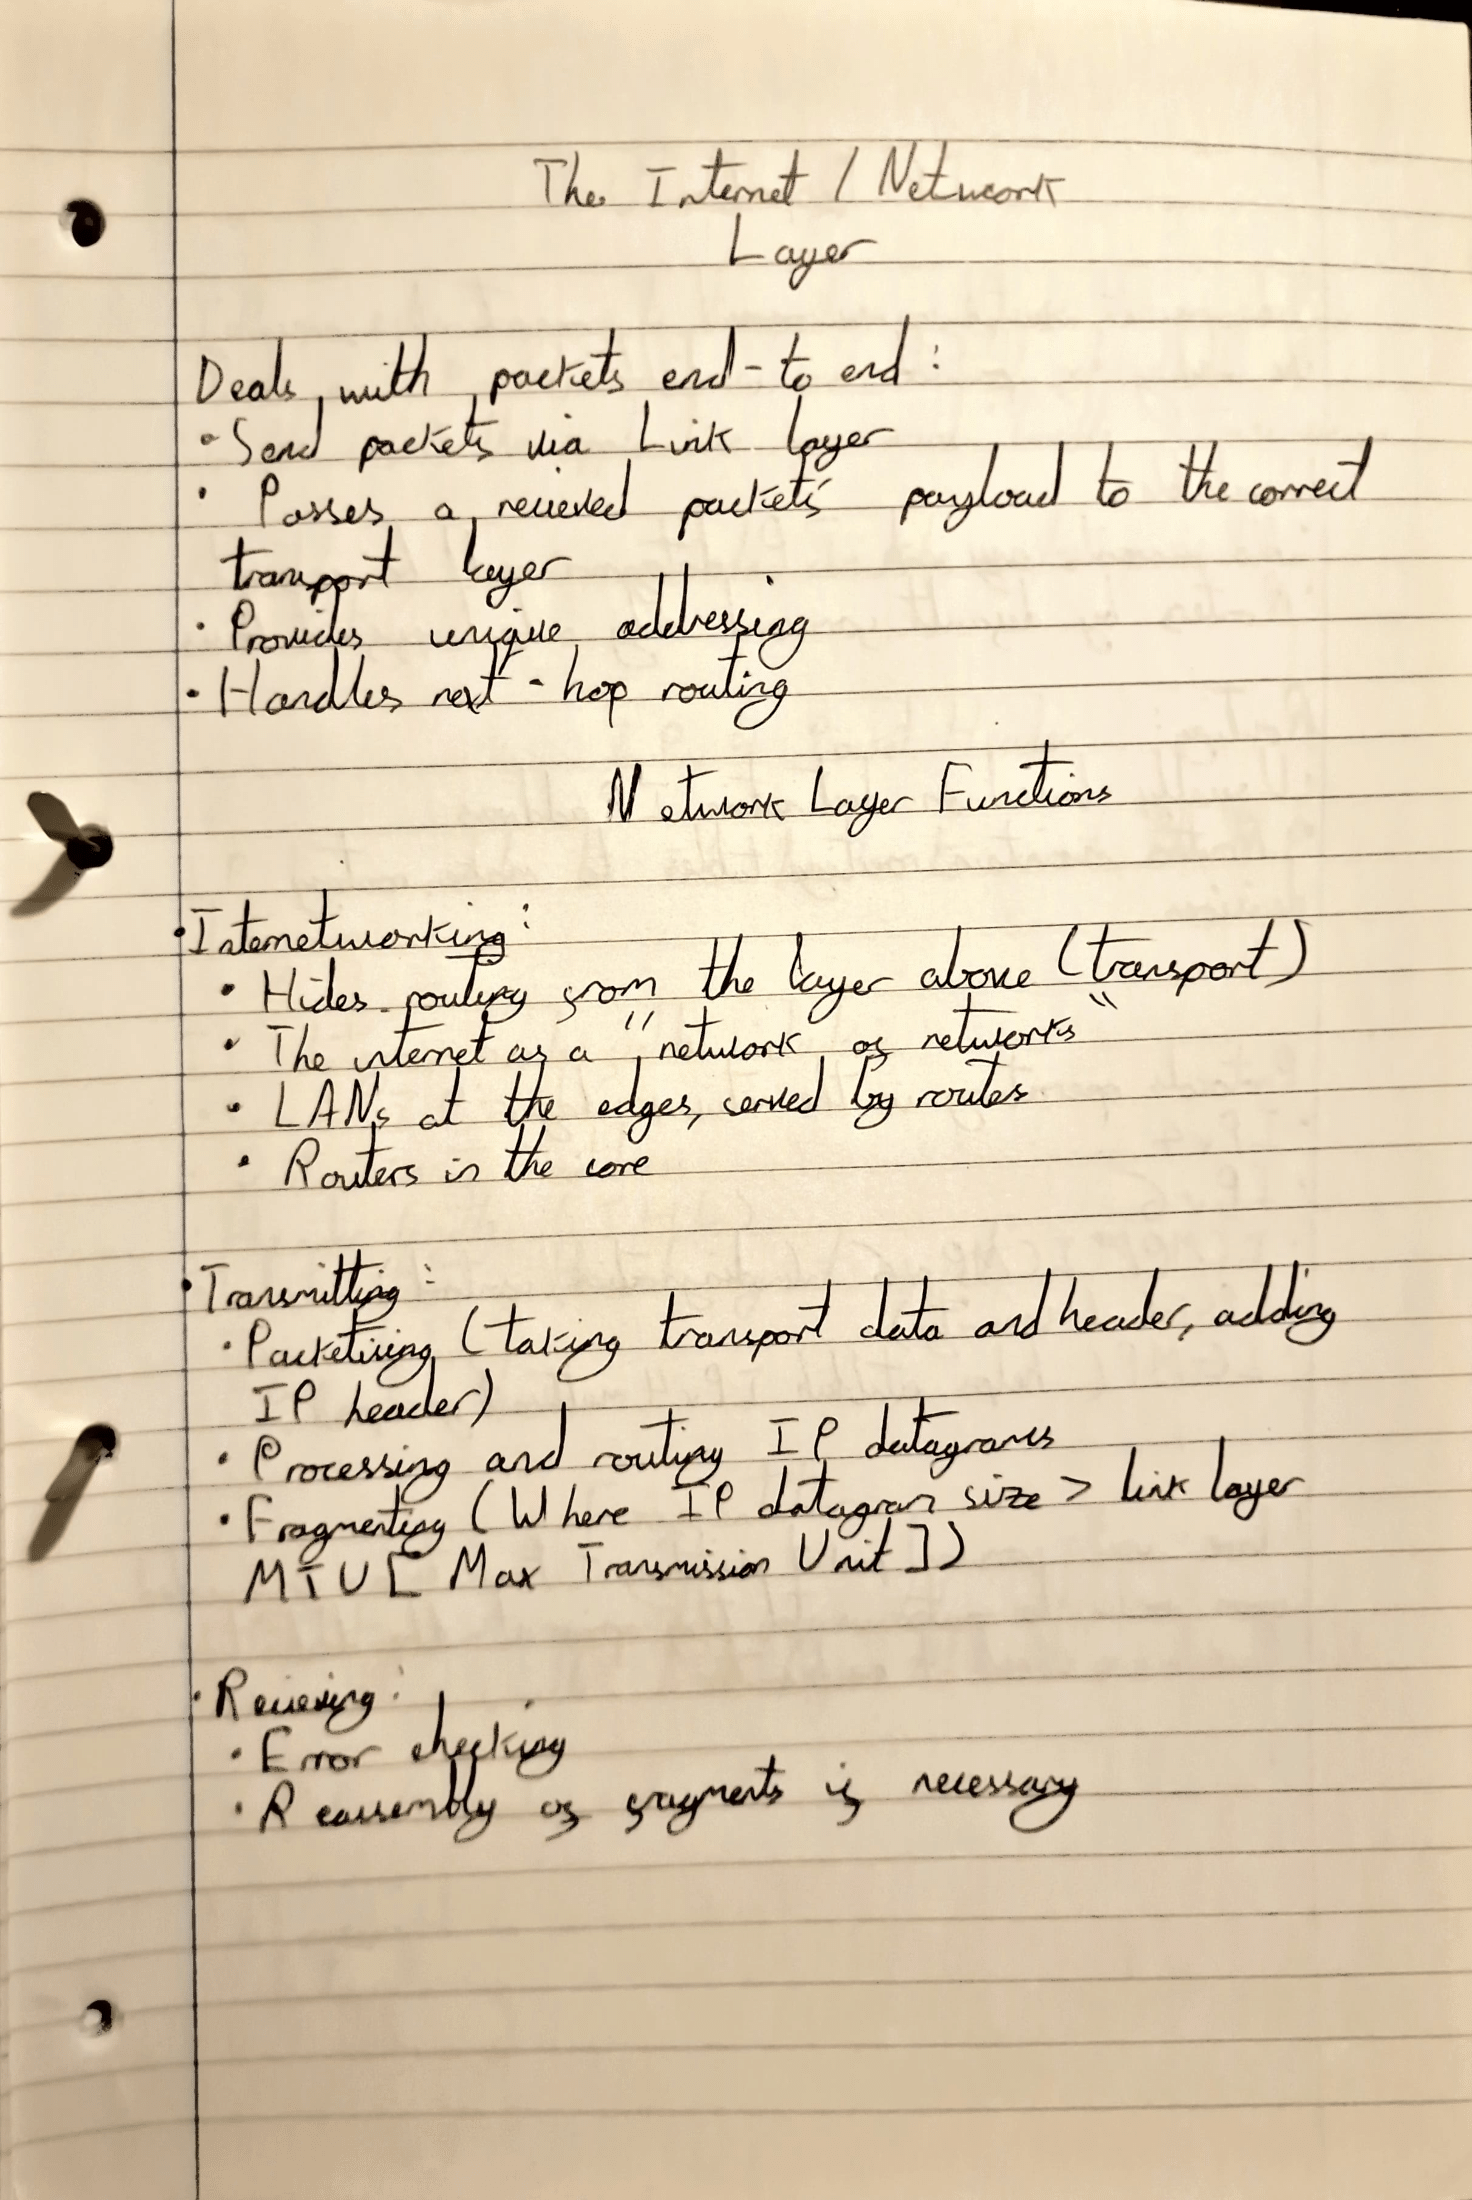 The Internet / Network
Layer
Deals with packets end-to end:
• Send packets via Link layer
• Passes a recieved packets' payload to the correct
transport layer
• Provides unique addressing
• Handles next-hop routing
Network Layer Functions
• Internetworking:
• Hides routing from the layer above (transport)
• The internet as a "network of networks"
• LANs at the edges, served by routes
• Routers in the core
• Transmitting:
• Packetising (taking transport data and header, adding
IP header)
• Processing and routing IP datagrams
• Fragmenting (Where IP datagram size > link layer
MTU [Max Transmission Unit])
• Recieving:
• Error checking
• Reassembly of fragments if necessary